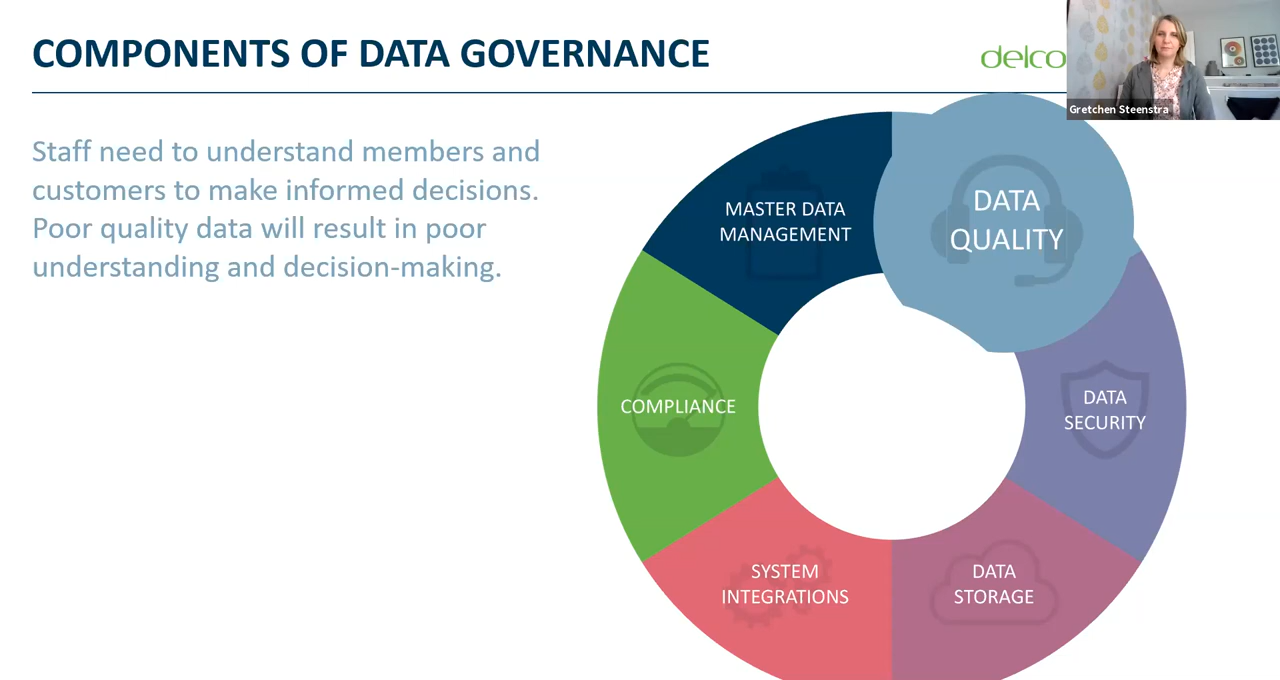 COMPONENTS OF DATA GOVERNANCE
delco
Gretchen Steenstra
Staff need to understand members and
customers to make informed decisions.
Poor quality data will result in poor
understanding and decision-making.
MASTER DATA
MANAGEMENT
DATA
QUALITY
COMPLIANCE
DATA
SECURITY
SYSTEM
INTEGRATIONS
DATA
STORAGE